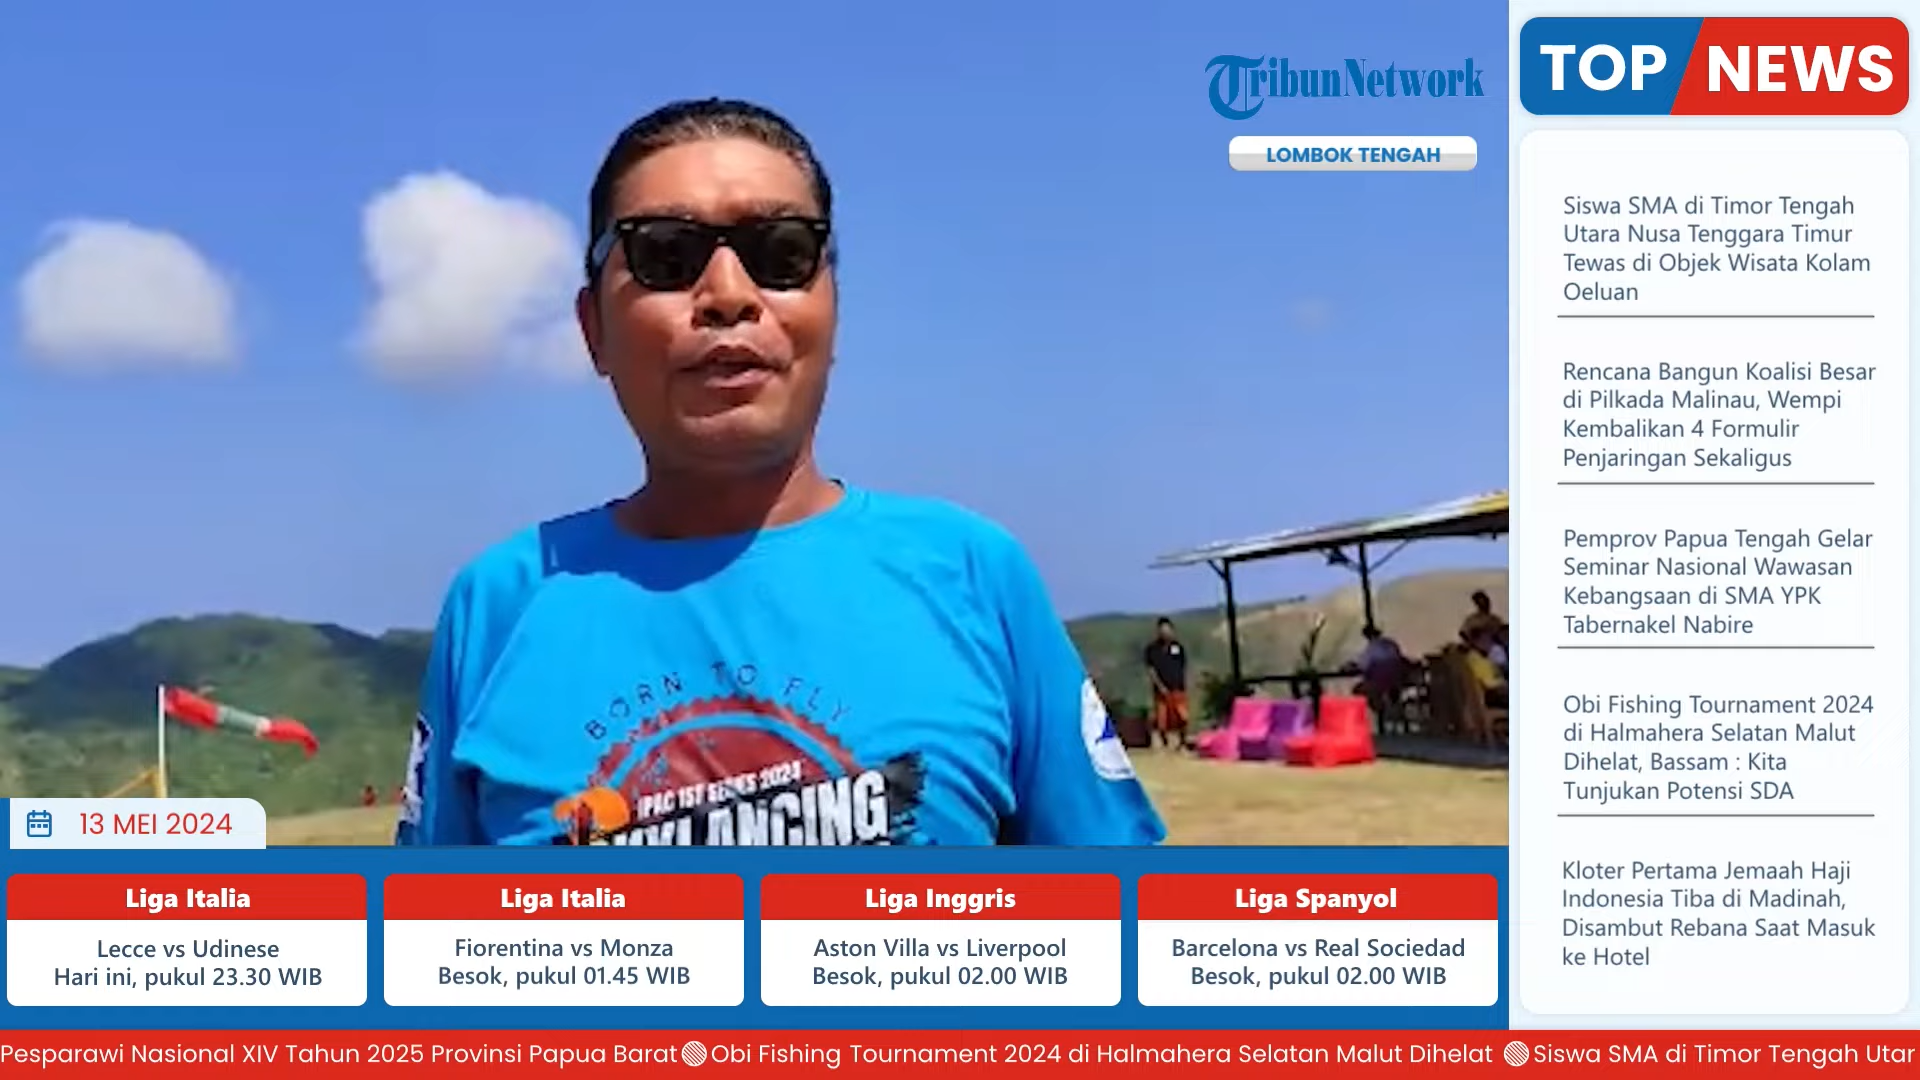 TribunNetwork
LOMBOK TENGAH
BORN TO FLY
IPAC 1ST SERIES 2024
13 MEI 2024
Liga Italia
Lecce vs Udinese
Hari ini, pukul 23.30 WIB
Liga Italia
Fiorentina vs Monza
Besok, pukul 01.45 WIB
Liga Inggris
Aston Villa vs Liverpool
Besok, pukul 02.00 WIB
Liga Spanyol
Barcelona vs Real Sociedad
Besok, pukul 02.00 WIB
TOP NEWS
Siswa SMA di Timor Tengah
Utara Nusa Tenggara Timur
Tewas di Objek Wisata Kolam
Oeluan
Rencana Bangun Koalisi Besar
di Pilkada Malinau, Wempi
Kembalikan 4 Formulir
Penjaringan Sekaligus
Pemprov Papua Tengah Gelar
Seminar Nasional Wawasan
Kebangsaan di SMA YPK
Tabernakel Nabire
Obi Fishing Tournament 2024
di Halmahera Selatan Malut
Dihelat, Bassam : Kita
Tunjukan Potensi SDA
Kloter Pertama Jemaah Haji
Indonesia Tiba di Madinah,
Disambut Rebana Saat Masuk
ke Hotel
Pesparawi Nasional XIV Tahun 2025 Provinsi Papua Barat Obi Fishing Tournament 2024 di Halmahera Selatan Malut Dihelat Siswa SMA di Timor Tengah Utar